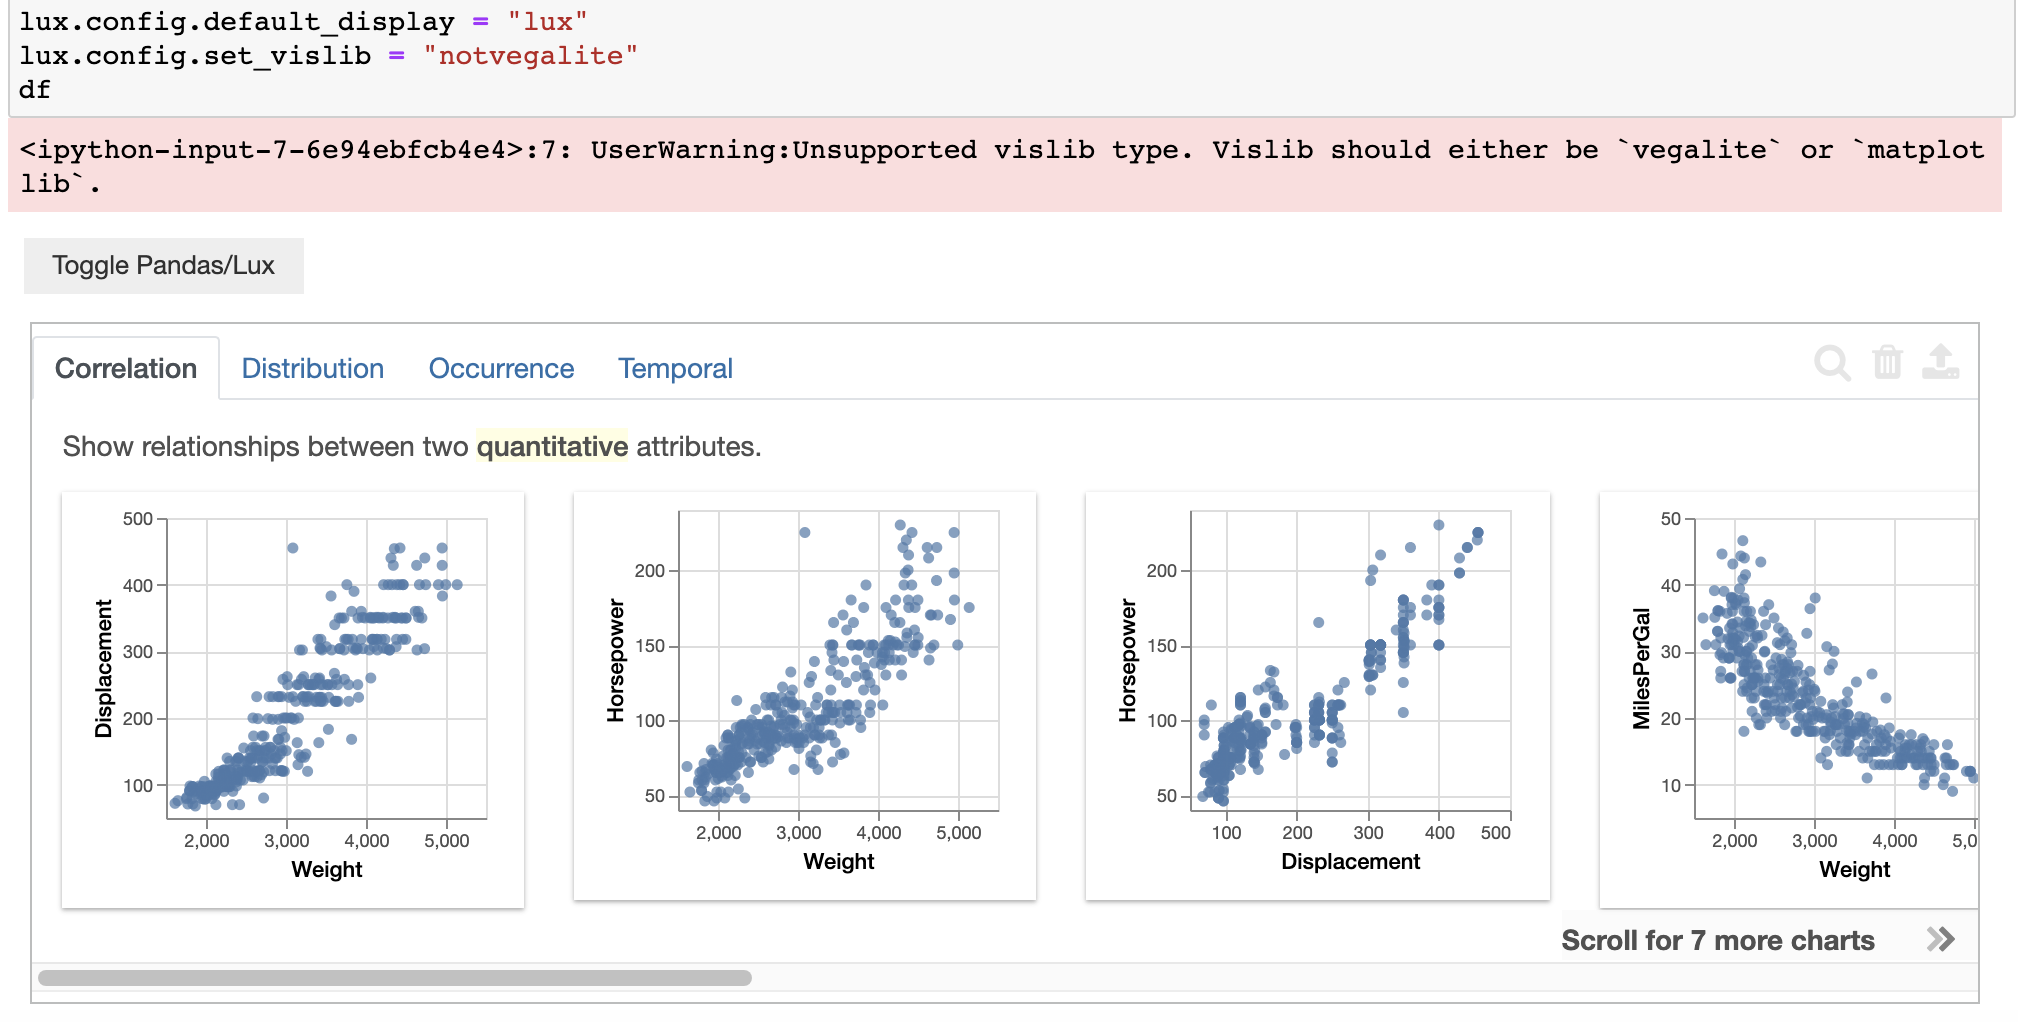 lux.config.default_display = "lux"
lux.config.set_vislib = "notvegalite"
df
<ipython-input-7-6e94ebfcb4e4>:7: UserWarning:Unsupported vislib type. Vislib should either be `vegalite` or `matplot
lib`.
Toggle Pandas/Lux
Correlation Distribution Occurrence Temporal
Show relationships between two quantitative attributes.
500
400
300
200
100
Displacement
2,000 3,000 4,000 5,000
Weight
200
150
100
50
Horsepower
2,000 3,000 4,000 5,000
Weight
200
150
100
50
Horsepower
100 200 300 400 500
Displacement
50
40
30
20
10
MilesPerGal
2,000 3,000 4,000 5,0
Weight
Scroll for 7 more charts